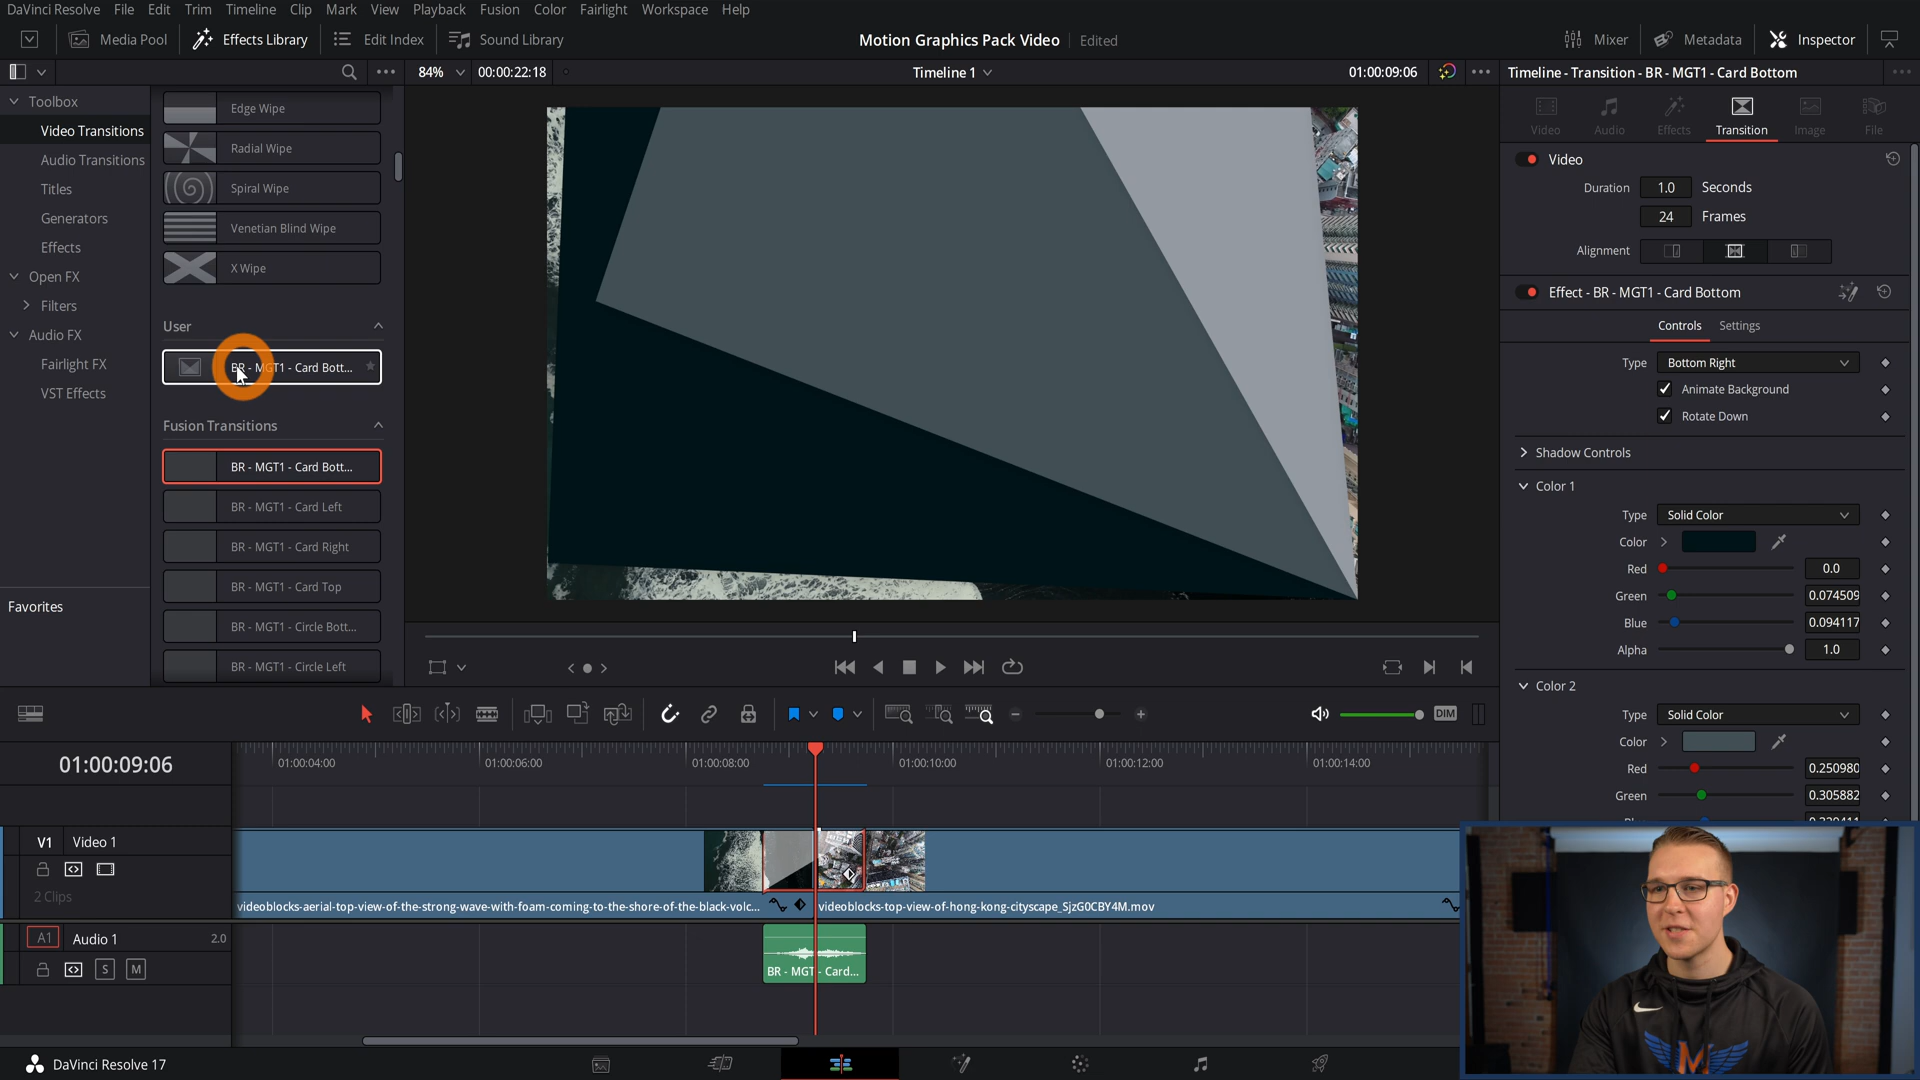 DaVinci Resolve File Edit Trim Timeline Clip Mark View Playback Fusion Color Fairlight Workspace Help
Media Pool Effects Library Edit Index Sound Library Motion Graphics Pack Video Edited Mixer Metadata Inspector
84% 00:00:22:18 Timeline 1 01:00:09:06 Timeline - Transition - BR - MGT1 - Card Bottom
Toolbox
Video Transitions
Audio Transitions
Titles
Generators
Effects
Open FX
Filters
Audio FX
Fairlight FX
VST Effects
Favorites
Edge Wipe
Radial Wipe
Spiral Wipe
Venetian Blind Wipe
X Wipe
User
BR - MGT1 - Card Bott...
Fusion Transitions
BR - MGT1 - Card Bott...
BR - MGT1 - Card Left
BR - MGT1 - Card Right
BR - MGT1 - Card Top
BR - MGT1 - Circle Bott...
BR - MGT1 - Circle Left
Video Audio Effects Transition Image File
Video
Duration 1.0 Seconds
24 Frames
Alignment
Effect - BR - MGT1 - Card Bottom
Controls Settings
Type Bottom Right
Animate Background
Rotate Down
Shadow Controls
Color 1
Type Solid Color
Color
Red 0.0
Green 0.074509
Blue 0.094117
Alpha 1.0
Color 2
Type Solid Color
Color
Red 0.250980
Green 0.305882
DIM
01:00:09:06
01:00:04:00 01:00:06:00 01:00:08:00 01:00:10:00 01:00:12:00 01:00:14:00
V1 Video 1
2 Clips
videoblocks-aerial-top-view-of-the-strong-wave-with-foam-coming-to-the-shore-of-the-black-volc... videoblocks-top-view-of-hong-kong-cityscape_SjzG0CBY4M.mov
A1 Audio 1 2.0
S M
BR - MGT - Card...
DaVinci Resolve 17